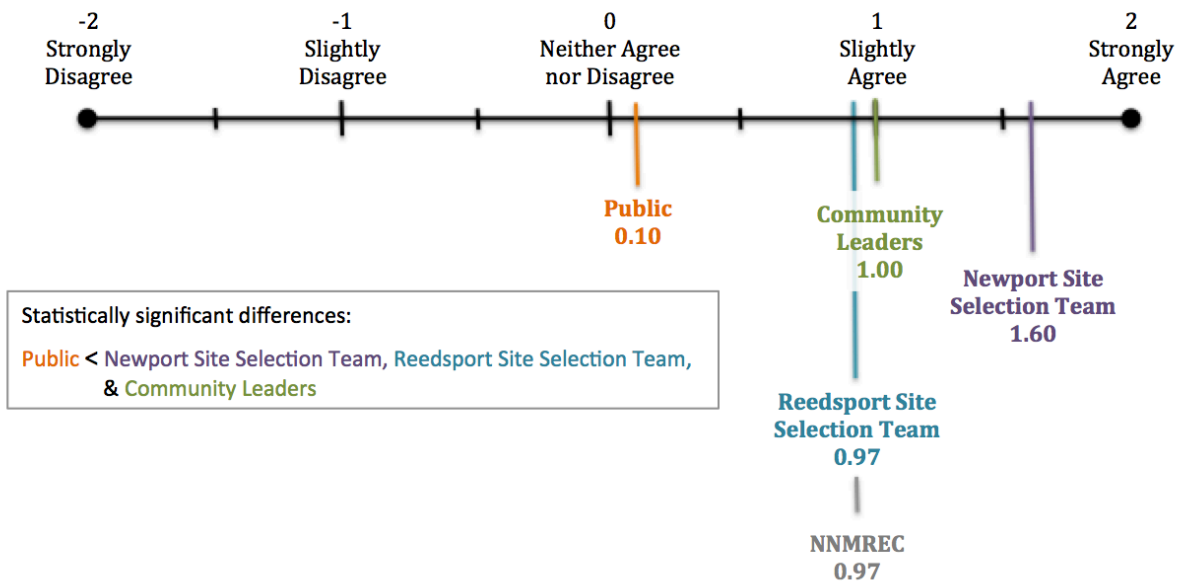 -2
Strongly
Disagree
-1
Slightly
Disagree
0
Neither Agree
nor Disagree
1
Slightly
Agree
2
Strongly
Agree
Public
0.10
Community
Leaders
1.00
Newport Site
Selection Team
1.60
Statistically significant differences:
Public < Newport Site Selection Team, Reedsport Site Selection Team,
& Community Leaders
Reedsport Site
Selection Team
0.97
NNMREC
0.97